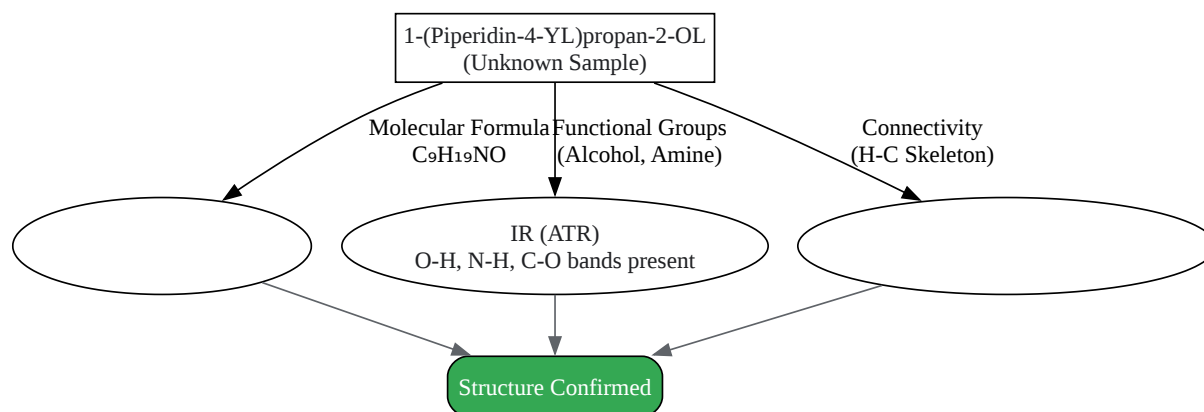 1-(Piperidin-4-YL)propan-2-OL
(Unknown Sample)
Molecular Formula
C₉H₁₉NO
Functional Groups
(Alcohol, Amine)
Connectivity
(H-C Skeleton)
IR (ATR)
O-H, N-H, C-O bands present
Structure Confirmed